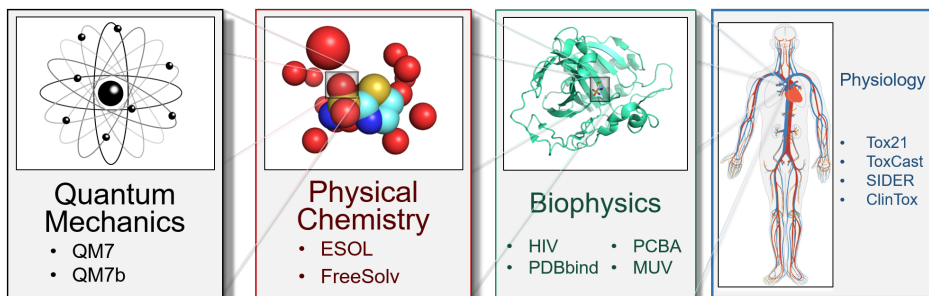 Quantum
Mechanics
• QM7
• QM7b
Physical
Chemistry
• ESOL
• FreeSolv
Biophysics
• HIV
• PDBbind
• PCBA
• MUV
Physiology
• Tox21
• ToxCast
• SIDER
• ClinTox